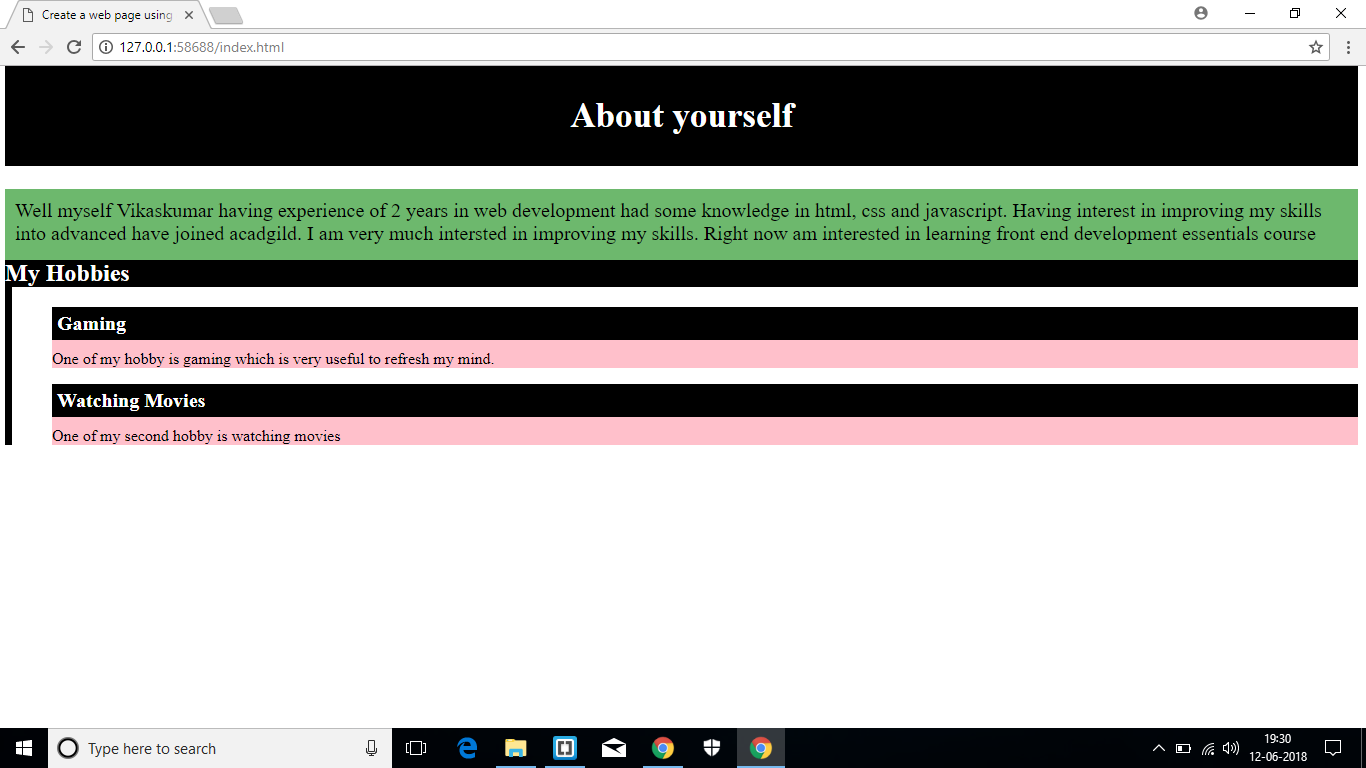 Create a web page using
127.0.0.1:58688/index.html
About yourself
Well myself Vikaskumar having experience of 2 years in web development had some knowledge in html, css and javascript. Having interest in improving my skills
into advanced have joined acadgild. I am very much intersted in improving my skills. Right now am interested in learning front end development essentials course
My Hobbies
Gaming
One of my hobby is gaming which is very useful to refresh my mind.
Watching Movies
One of my second hobby is watching movies
Type here to search
19:30
12-06-2018